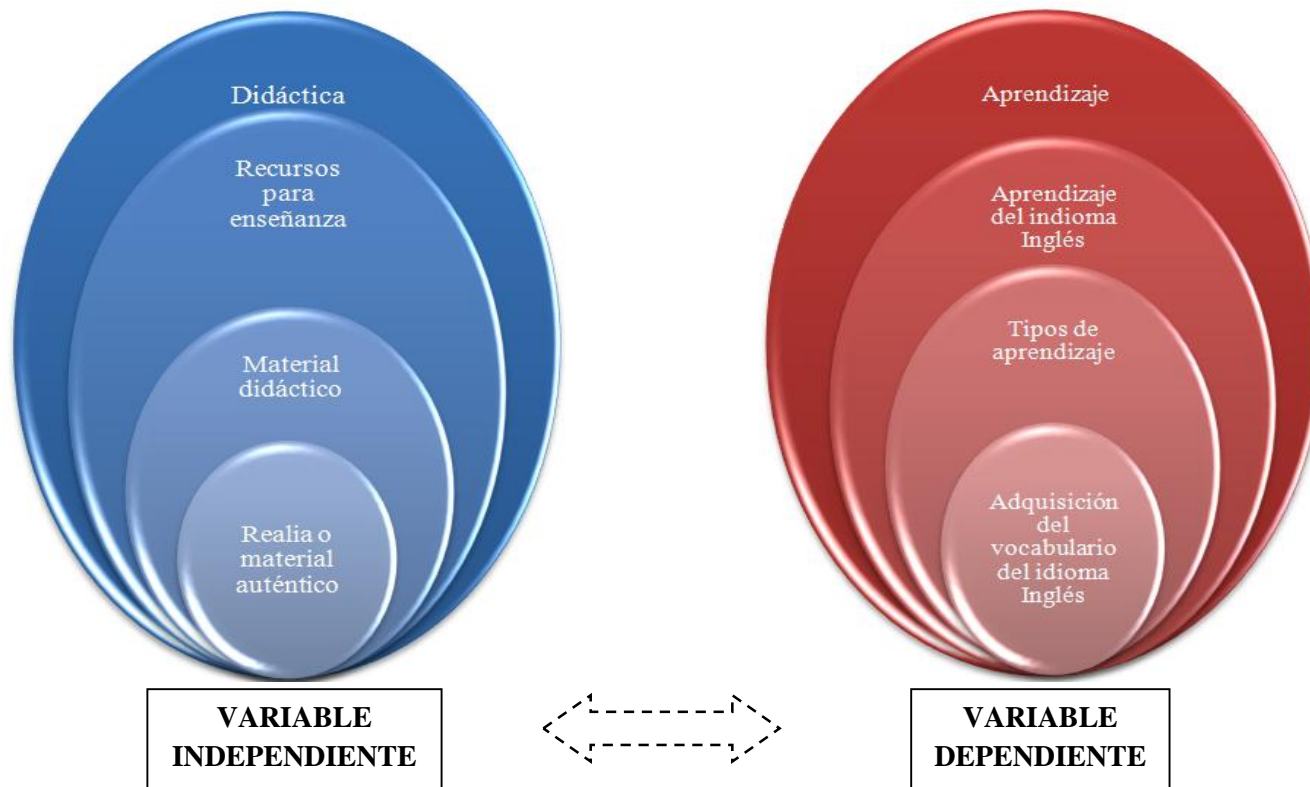 Didáctica
Recursos
para
enseñanza
Material
didáctico
Realia o
material
auténtico
VARIABLE
INDEPENDIENTE
Aprendizaje
Aprendizaje
del indioma
Inglés
Tipos de
aprendizaje
Adquisición
del
vocabulario
del idioma
Inglés
VARIABLE
DEPENDIENTE